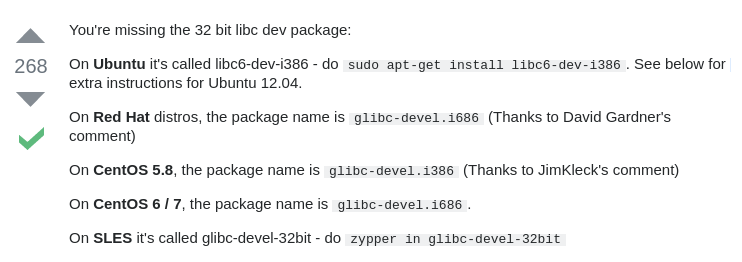 You're missing the 32 bit libc dev package:
268
On Ubuntu it's called libc6-dev-i386 - do sudo apt-get install libc6-dev-i386 . See below for
extra instructions for Ubuntu 12.04.
On Red Hat distros, the package name is glibc-devel.i686 (Thanks to David Gardner's
comment)
On CentOS 5.8, the package name is glibc-devel.i386 (Thanks to JimKleck's comment)
On CentOS 6 / 7, the package name is glibc-devel.i686 .
On SLES it's called glibc-devel-32bit - do zypper in glibc-devel-32bit